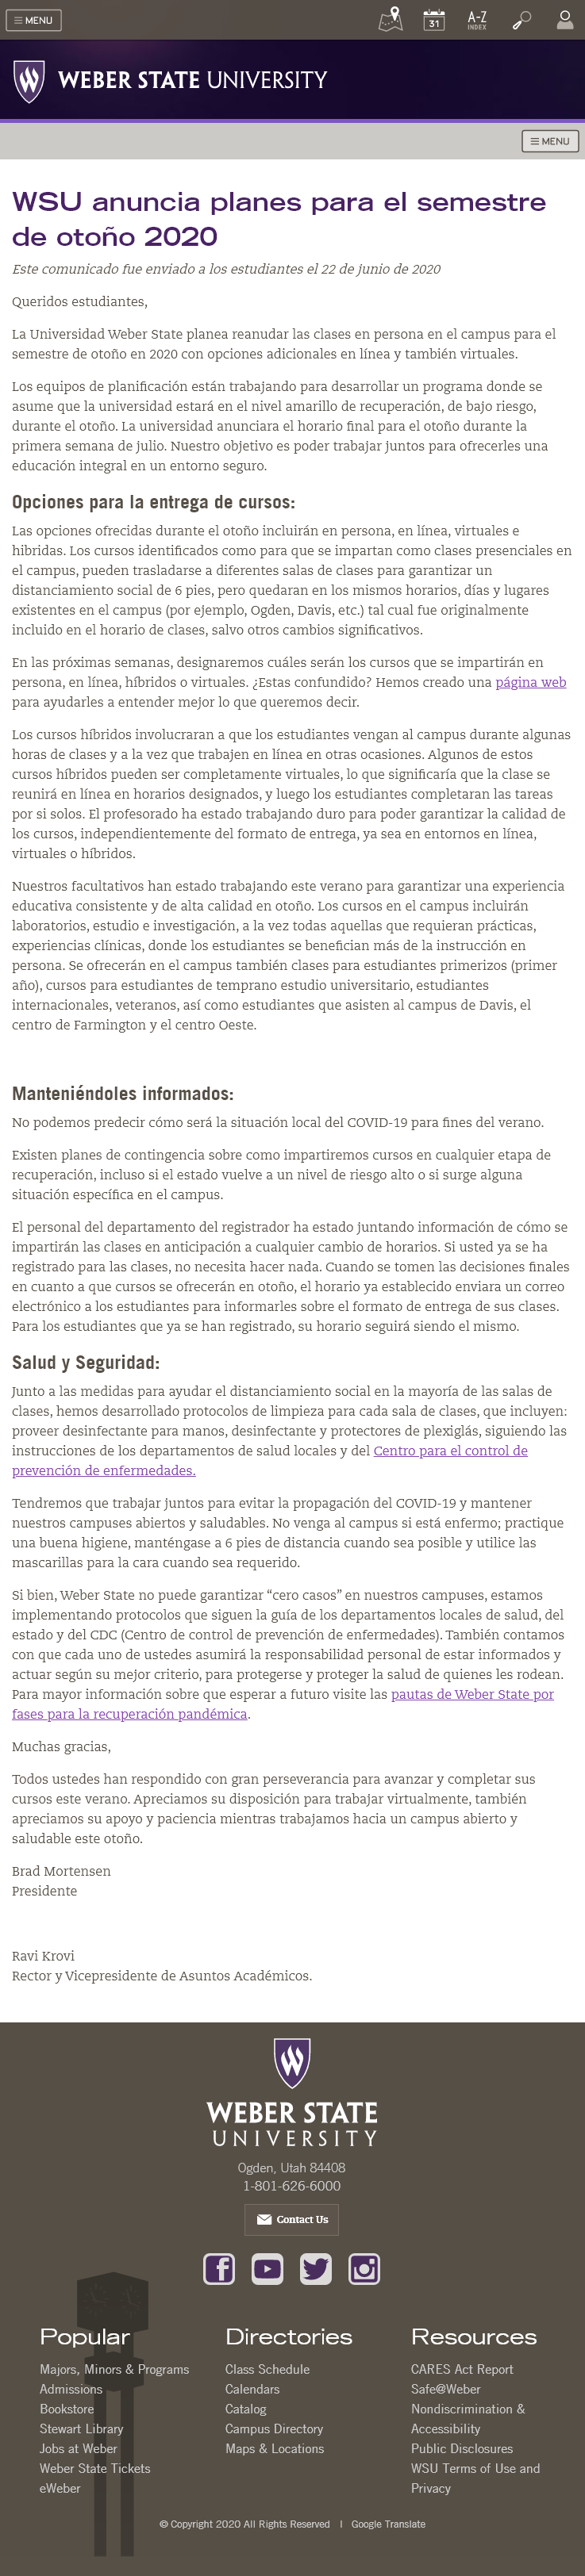 ≡ MENU
31
A-Z
INDEX
WEBER STATE UNIVERSITY
≡ MENU
WSU anuncia planes para el semestre
de otoño 2020
Este comunicado fue enviado a los estudiantes el 22 de junio de 2020
Queridos estudiantes,
La Universidad Weber State planea reanudar las clases en persona en el campus para el
semestre de otoño en 2020 con opciones adicionales en línea y también virtuales.
Los equipos de planificación están trabajando para desarrollar un programa donde se
asume que la universidad estará en el nivel amarillo de recuperación, de bajo riesgo,
durante el otoño. La universidad anunciara el horario final para el otoño durante la
primera semana de julio. Nuestro objetivo es poder trabajar juntos para ofrecerles una
educación integral en un entorno seguro.
Opciones para la entrega de cursos:
Las opciones ofrecidas durante el otoño incluirán en persona, en línea, virtuales e
hibridas. Los cursos identificados como para que se impartan como clases presenciales en
el campus, pueden trasladarse a diferentes salas de clases para garantizar un
distanciamiento social de 6 pies, pero quedaran en los mismos horarios, días y lugares
existentes en el campus (por ejemplo, Ogden, Davis, etc.) tal cual fue originalmente
incluido en el horario de clases, salvo otros cambios significativos.
En las próximas semanas, designaremos cuáles serán los cursos que se impartirán en
persona, en línea, híbridos o virtuales. ¿Estas confundido? Hemos creado una página web
para ayudarles a entender mejor lo que queremos decir.
Los cursos híbridos involucraran a que los estudiantes vengan al campus durante algunas
horas de clases y a la vez que trabajen en línea en otras ocasiones. Algunos de estos
cursos híbridos pueden ser completamente virtuales, lo que significaría que la clase se
reunirá en línea en horarios designados, y luego los estudiantes completaran las tareas
por si solos. El profesorado ha estado trabajando duro para poder garantizar la calidad de
los cursos, independientemente del formato de entrega, ya sea en entornos en línea,
virtuales o híbridos.
Nuestros facultativos han estado trabajando este verano para garantizar una experiencia
educativa consistente y de alta calidad en otoño. Los cursos en el campus incluirán
laboratorios, estudio e investigación, a la vez todas aquellas que requieran prácticas,
experiencias clínicas, donde los estudiantes se benefician más de la instrucción en
persona. Se ofrecerán en el campus también clases para estudiantes primerizos (primer
año), cursos para estudiantes de temprano estudio universitario, estudiantes
internacionales, veteranos, así como estudiantes que asisten al campus de Davis, el
centro de Farmington y el centro Oeste.
Manteniéndoles informados:
No podemos predecir cómo será la situación local del COVID-19 para fines del verano.
Existen planes de contingencia sobre como impartiremos cursos en cualquier etapa de
recuperación, incluso si el estado vuelve a un nivel de riesgo alto o si surge alguna
situación específica en el campus.
El personal del departamento del registrador ha estado juntando información de cómo se
impartirán las clases en anticipación a cualquier cambio de horarios. Si usted ya se ha
registrado para las clases, no necesita hacer nada. Cuando se tomen las decisiones finales
en cuanto a que cursos se ofrecerán en otoño, el horario ya establecido enviara un correo
electrónico a los estudiantes para informarles sobre el formato de entrega de sus clases.
Para los estudiantes que ya se han registrado, su horario seguirá siendo el mismo.
Salud y Seguridad:
Junto a las medidas para ayudar el distanciamiento social en la mayoría de las salas de
clases, hemos desarrollado protocolos de limpieza para cada sala de clases, que incluyen:
proveer desinfectante para manos, desinfectante y protectores de plexiglás, siguiendo las
instrucciones de los departamentos de salud locales y del Centro para el control de
prevención de enfermedades.
Tendremos que trabajar juntos para evitar la propagación del COVID-19 y mantener
nuestros campuses abiertos y saludables. No venga al campus si está enfermo; practique
una buena higiene, manténgase a 6 pies de distancia cuando sea posible y utilice las
mascarillas para la cara cuando sea requerido.
Si bien, Weber State no puede garantizar “cero casos” en nuestros campuses, estamos
implementando protocolos que siguen la guía de los departamentos locales de salud, del
estado y del CDC (Centro de control de prevención de enfermedades). También contamos
con que cada uno de ustedes asumirá la responsabilidad personal de estar informados y
actuar según su mejor criterio, para protegerse y proteger la salud de quienes les rodean.
Para mayor información sobre que esperar a futuro visite las pautas de Weber State por
fases para la recuperación pandémica.
Muchas gracias,
Todos ustedes han respondido con gran perseverancia para avanzar y completar sus
cursos este verano. Apreciamos su disposición para trabajar virtualmente, también
apreciamos su apoyo y paciencia mientras trabajamos hacia un campus abierto y
saludable este otoño.
Brad Mortensen
Presidente
Ravi Krovi
Rector y Vicepresidente de Asuntos Académicos.
WEBER STATE
UNIVERSITY
Ogden, Utah 84408
1-801-626-6000
Contact Us
Popular
Majors, Minors & Programs
Admissions
Bookstore
Stewart Library
Jobs at Weber
Weber State Tickets
eWeber
Directories
Class Schedule
Calendars
Catalog
Campus Directory
Maps & Locations
Resources
CARES Act Report
Safe@Weber
Nondiscrimination &
Accessibility
Public Disclosures
WSU Terms of Use and
Privacy
© Copyright 2020 All Rights Reserved | Google Translate